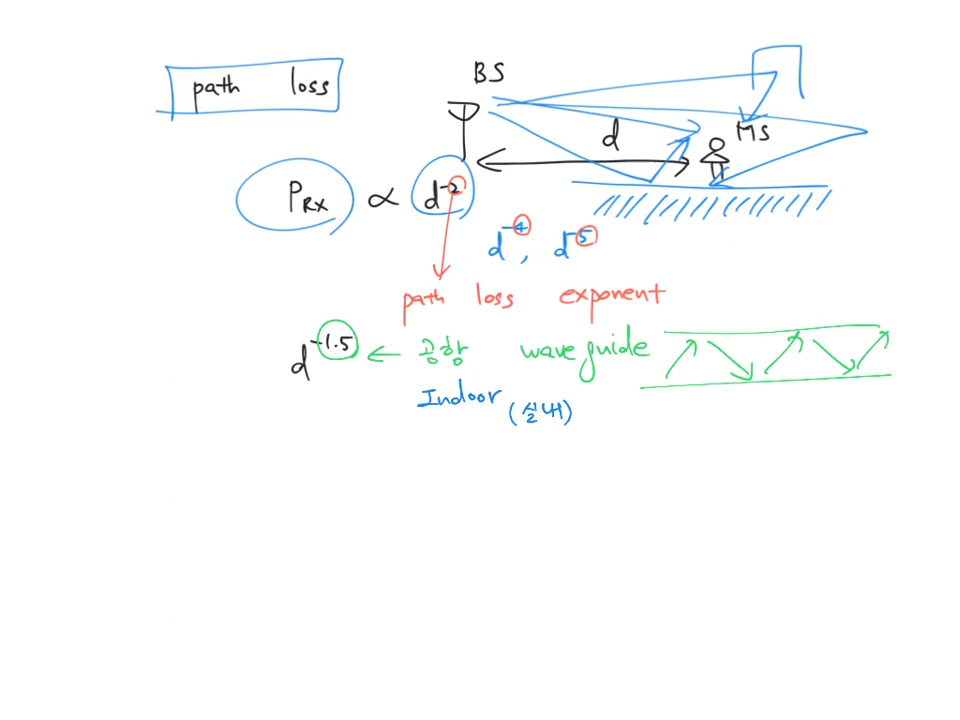 path loss
BS
d
MS
P_RX ∝ d^-2
d^-4, d^-5
path loss exponent
d^-1.5 ← 공항 waveguide
Indoor (실내)